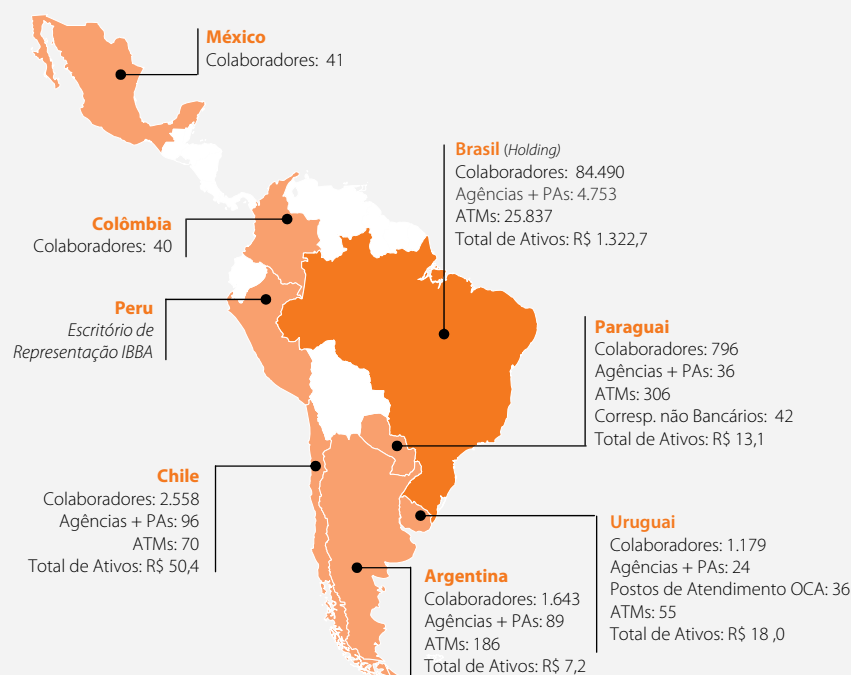 México
Colaboradores: 41
Brasil (Holding)
Colaboradores: 84.490
Agências + PAs: 4.753
ATMs: 25.837
Total de Ativos: R$ 1.322,7
Colômbia
Colaboradores: 40
Peru
Escritório de
Representação IBBA
Paraguai
Colaboradores: 796
Agências + PAs: 36
ATMs: 306
Corresp. não Bancários: 42
Total de Ativos: R$ 13,1
Chile
Colaboradores: 2.558
Agências + PAs: 96
ATMs: 70
Total de Ativos: R$ 50,4
Uruguai
Colaboradores: 1.179
Agências + PAs: 24
Postos de Atendimento OCA: 36
ATMs: 55
Total de Ativos: R$ 18 ,0
Argentina
Colaboradores: 1.643
Agências + PAs: 89
ATMs: 186
Total de Ativos: R$ 7,2